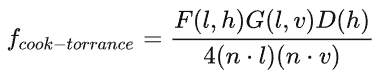 f_{cook-torrance} = \frac{F(l,h)G(l,v)D(h)}{4(n \cdot l)(n \cdot v)}